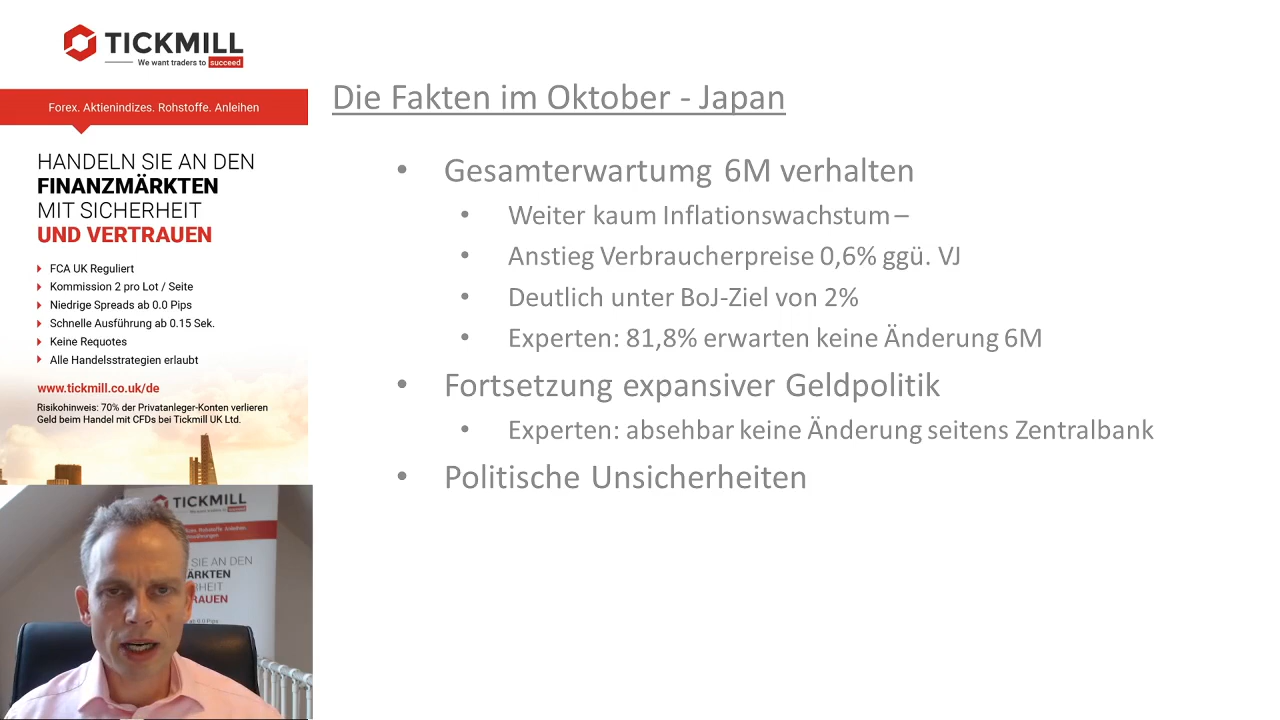 TICKMILL
We want traders to succeed
Forex. Aktienindizes. Rohstoffe. Anleihen
HANDELN SIE AN DEN
FINANZMÄRKTEN
MIT SICHERHEIT
UND VERTRAUEN
FCA UK Reguliert
Kommission 2 pro Lot / Seite
Niedrige Spreads ab 0.0 Pips
Schnelle Ausführung ab 0.15 Sek.
Keine Requotes
Alle Handelsstrategien erlaubt
www.tickmill.co.uk/de
Risikohinweis: 70% der Privatanleger-Konten verlieren
Geld beim Handel mit CFDs bei Tickmill UK Ltd.
Die Fakten im Oktober - Japan
• Gesamterwartumg 6M verhalten
• Weiter kaum Inflationswachstum –
• Anstieg Verbraucherpreise 0,6% ggü. VJ
• Deutlich unter BoJ-Ziel von 2%
• Experten: 81,8% erwarten keine Änderung 6M
• Fortsetzung expansiver Geldpolitik
• Experten: absehbar keine Änderung seitens Zentralbank
• Politische Unsicherheiten
TICKMILL
SIE AN DEN
ÄRKTEN
RAUEN